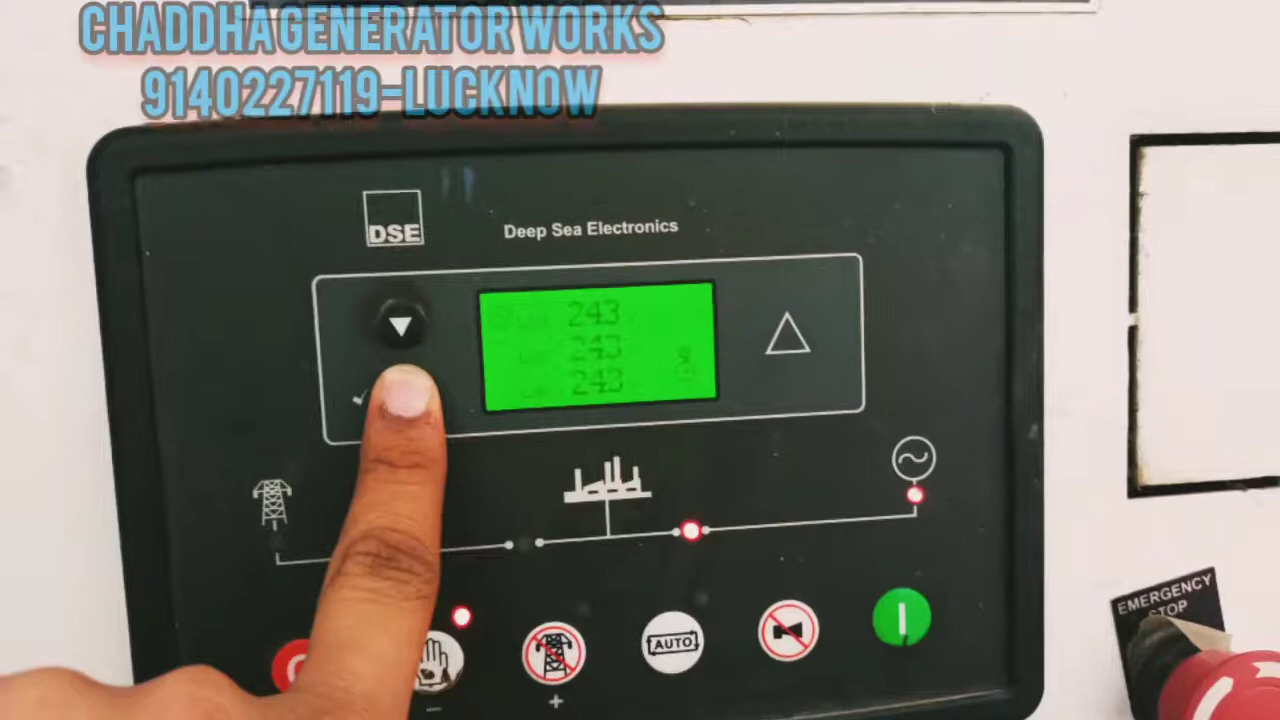 CHADDHA GENERATOR WORKS
9140227119-LUCKNOW
DSE
Deep Sea Electronics
243
243
243
EMERGENCY
STOP
AUTO